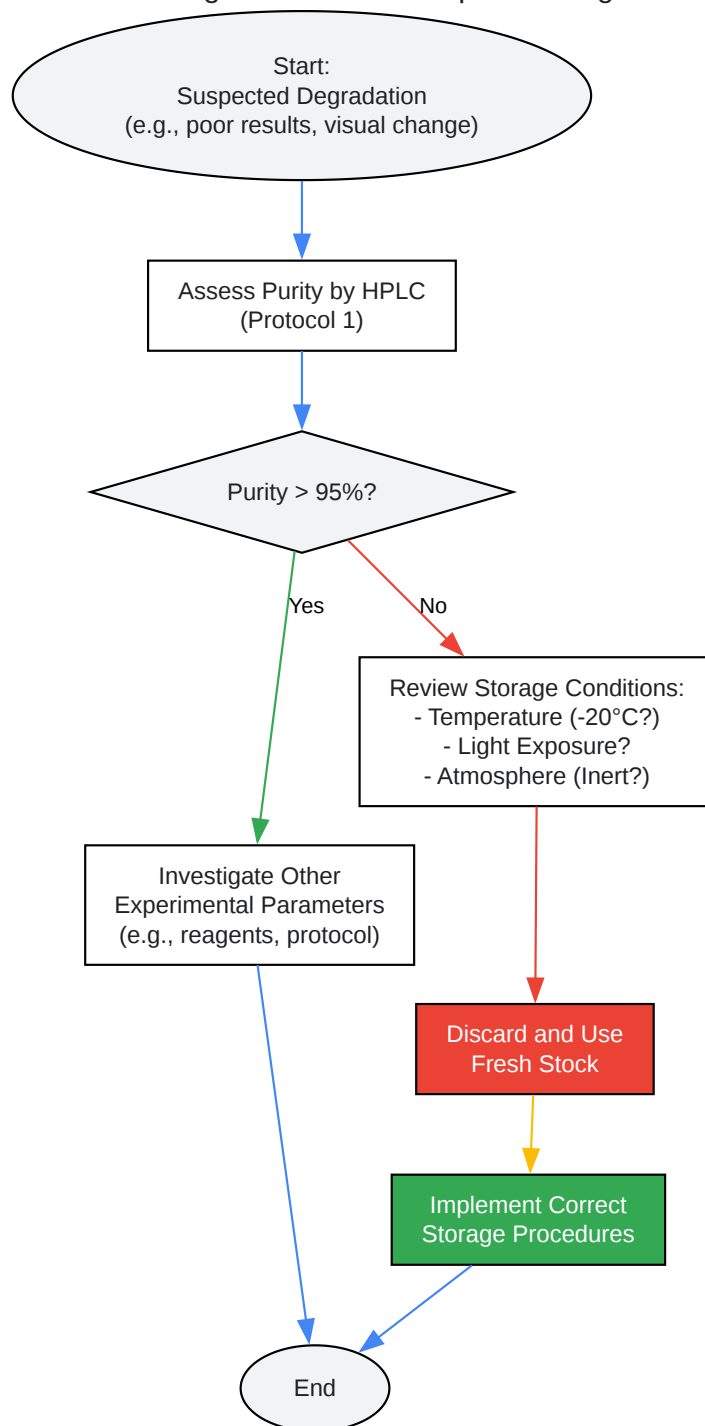 Start:
Suspected Degradation
(e.g., poor results, visual change)
Assess Purity by HPLC
(Protocol 1)
Purity > 95%?
Yes
No
Review Storage Conditions:
- Temperature (-20°C?)
- Light Exposure?
- Atmosphere (Inert?)
Investigate Other
Experimental Parameters
(e.g., reagents, protocol)
Discard and Use
Fresh Stock
Implement Correct
Storage Procedures
End